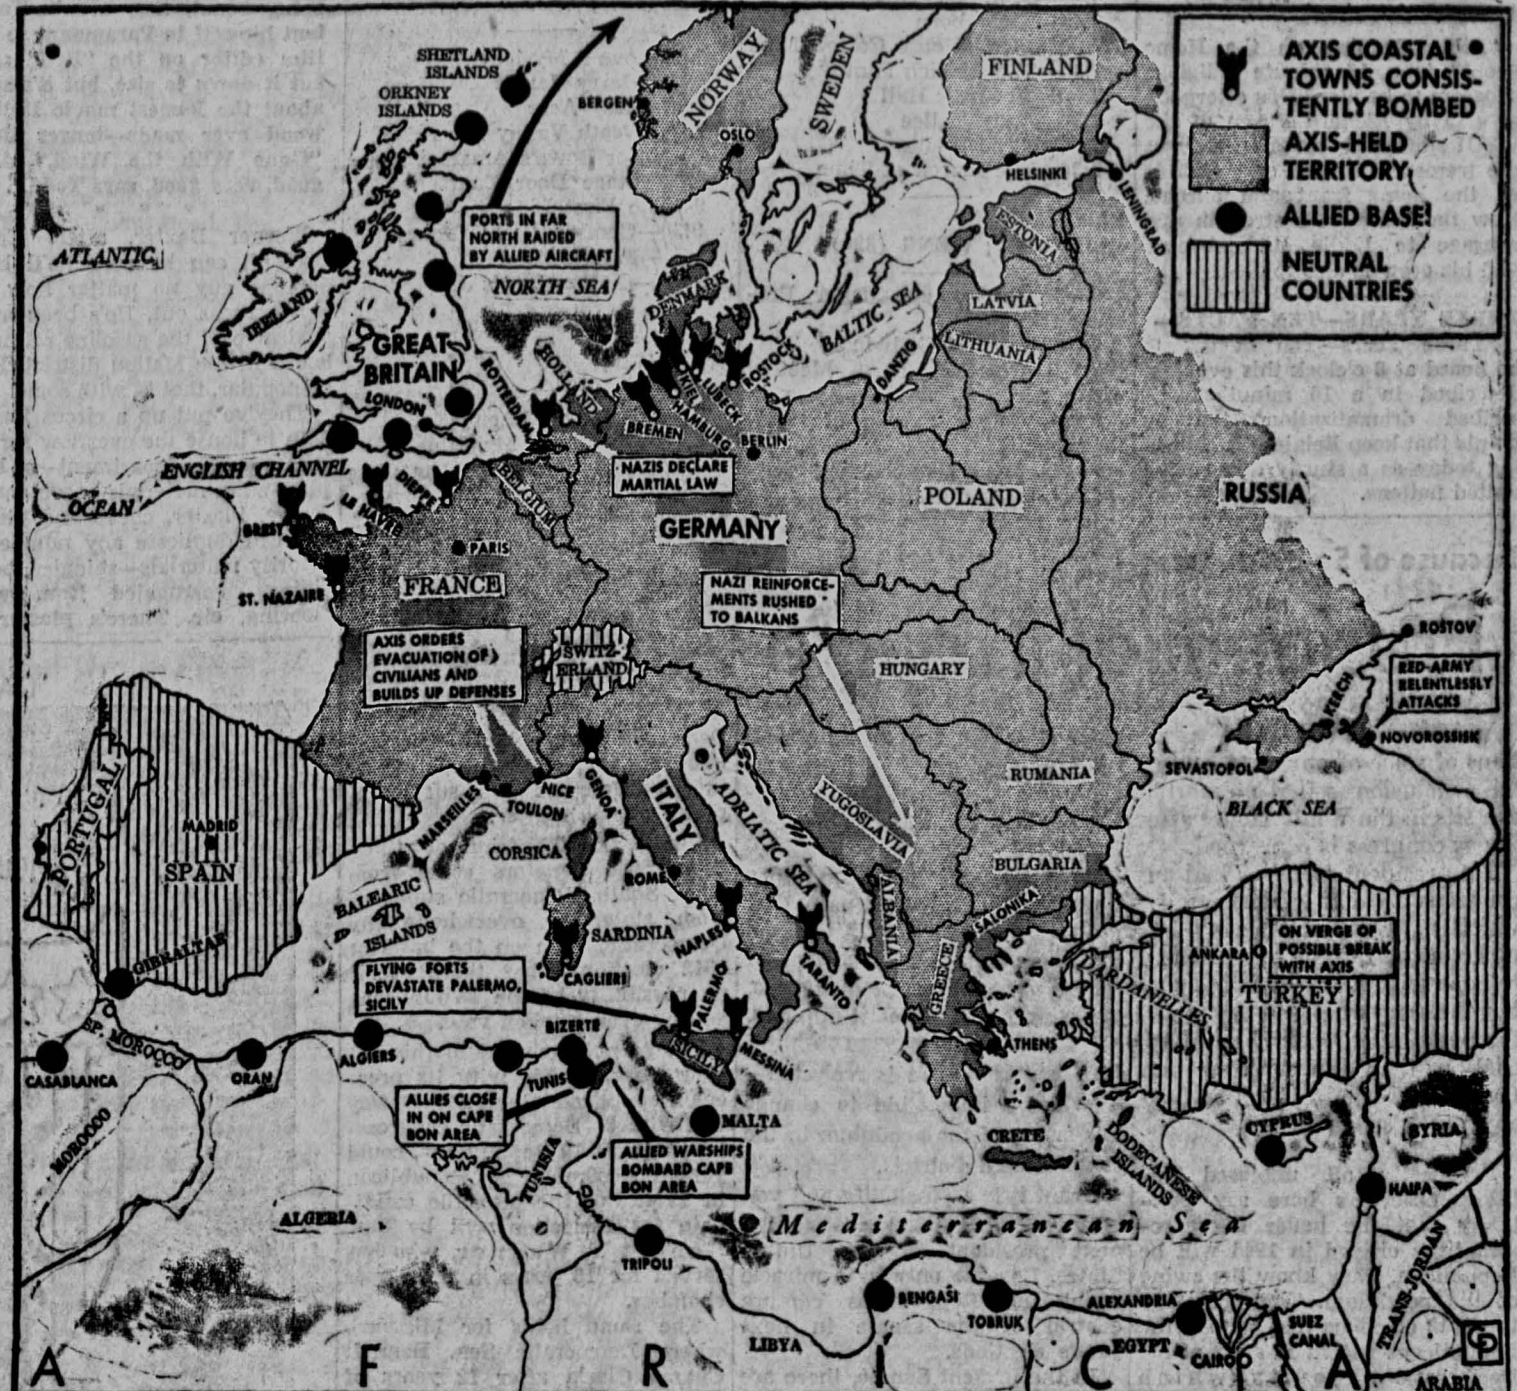 AXIS COASTAL
TOWNS CONSIS-
TENTLY BOMBED
AXIS-HELD
TERRITORY
ALLIED BASE!
NEUTRAL
COUNTRIES
SHETLAND
ISLANDS
ORKNEY
ISLANDS
BERGEN
NORWAY
OSLO
SWEDEN
FINLAND
HELSINKI
LENINGRAD
ESTONIA
LATVIA
LITHUANIA
PORTS IN FAR
NORTH RAIDED
BY ALLIED AIRCRAFT
NORTH SEA
DENMARK
BALTIC SEA
DANZIG
ATLANTIC
OCEAN
IRELAND
GREAT
BRITAIN
LONDON
ENGLISH CHANNEL
ROTTERDAM
HOLLAND
KIEL
LUBECK
ROSTOCK
HAMBURG
BREMEN
BERLIN
NAZIS DECLARE
MARTIAL LAW
BELGIUM
BREST
LE HAVRE
DIEPPE
PARIS
FRANCE
ST. NAZAIRE
GERMANY
POLAND
RUSSIA
NAZI REINFORCE-
MENTS RUSHED
TO BALKANS
AXIS ORDERS
EVACUATION OF
CIVILIANS AND
BUILDS UP DEFENSES
SWITZ-
ERLAND
HUNGARY
ROSTOV
RED ARMY
RELENTLESSLY
ATTACKS
KERCH
NOVOROSSISK
SEVASTOPOL
BLACK SEA
RUMANIA
YUGOSLAVIA
BULGARIA
ALBANIA
SALONIKA
GREECE
ATHENS
PORTUGAL
MADRID
SPAIN
GIBRALTAR
MARSEILLES
TOULON
NICE
GENOA
ITALY
ADRIATIC SEA
CORSICA
ROME
BALEARIC
ISLANDS
SARDINIA
CAGLIERI
NAPLES
TARANTO
FLYING FORTS
DEVASTATE PALERMO,
SICILY
PALERMO
SICILY
MESSINA
ANKARA
ON VERGE OF
POSSIBLE BREAK
WITH AXIS
TURKEY
DARDANELLES
SP. MOROCCO
CASABLANCA
ORAN
ALGIERS
BIZERTE
TUNIS
ALLIES CLOSE
IN ON CAPE
BON AREA
TUNISIA
MALTA
ALLIED WARSHIPS
BOMBARD CAPE
BON AREA
CRETE
DODECANESE
ISLANDS
CYPRUS
SYRIA
HAIFA
MOROCCO
ALGERIA
Mediterranean Sea
TRIPOLI
LIBYA
BENGASI
TOBRUK
ALEXANDRIA
EGYPT
CAIRO
SUEZ
CANAL
TRANS-JORDAN
ARABIA
CP
AFRICA